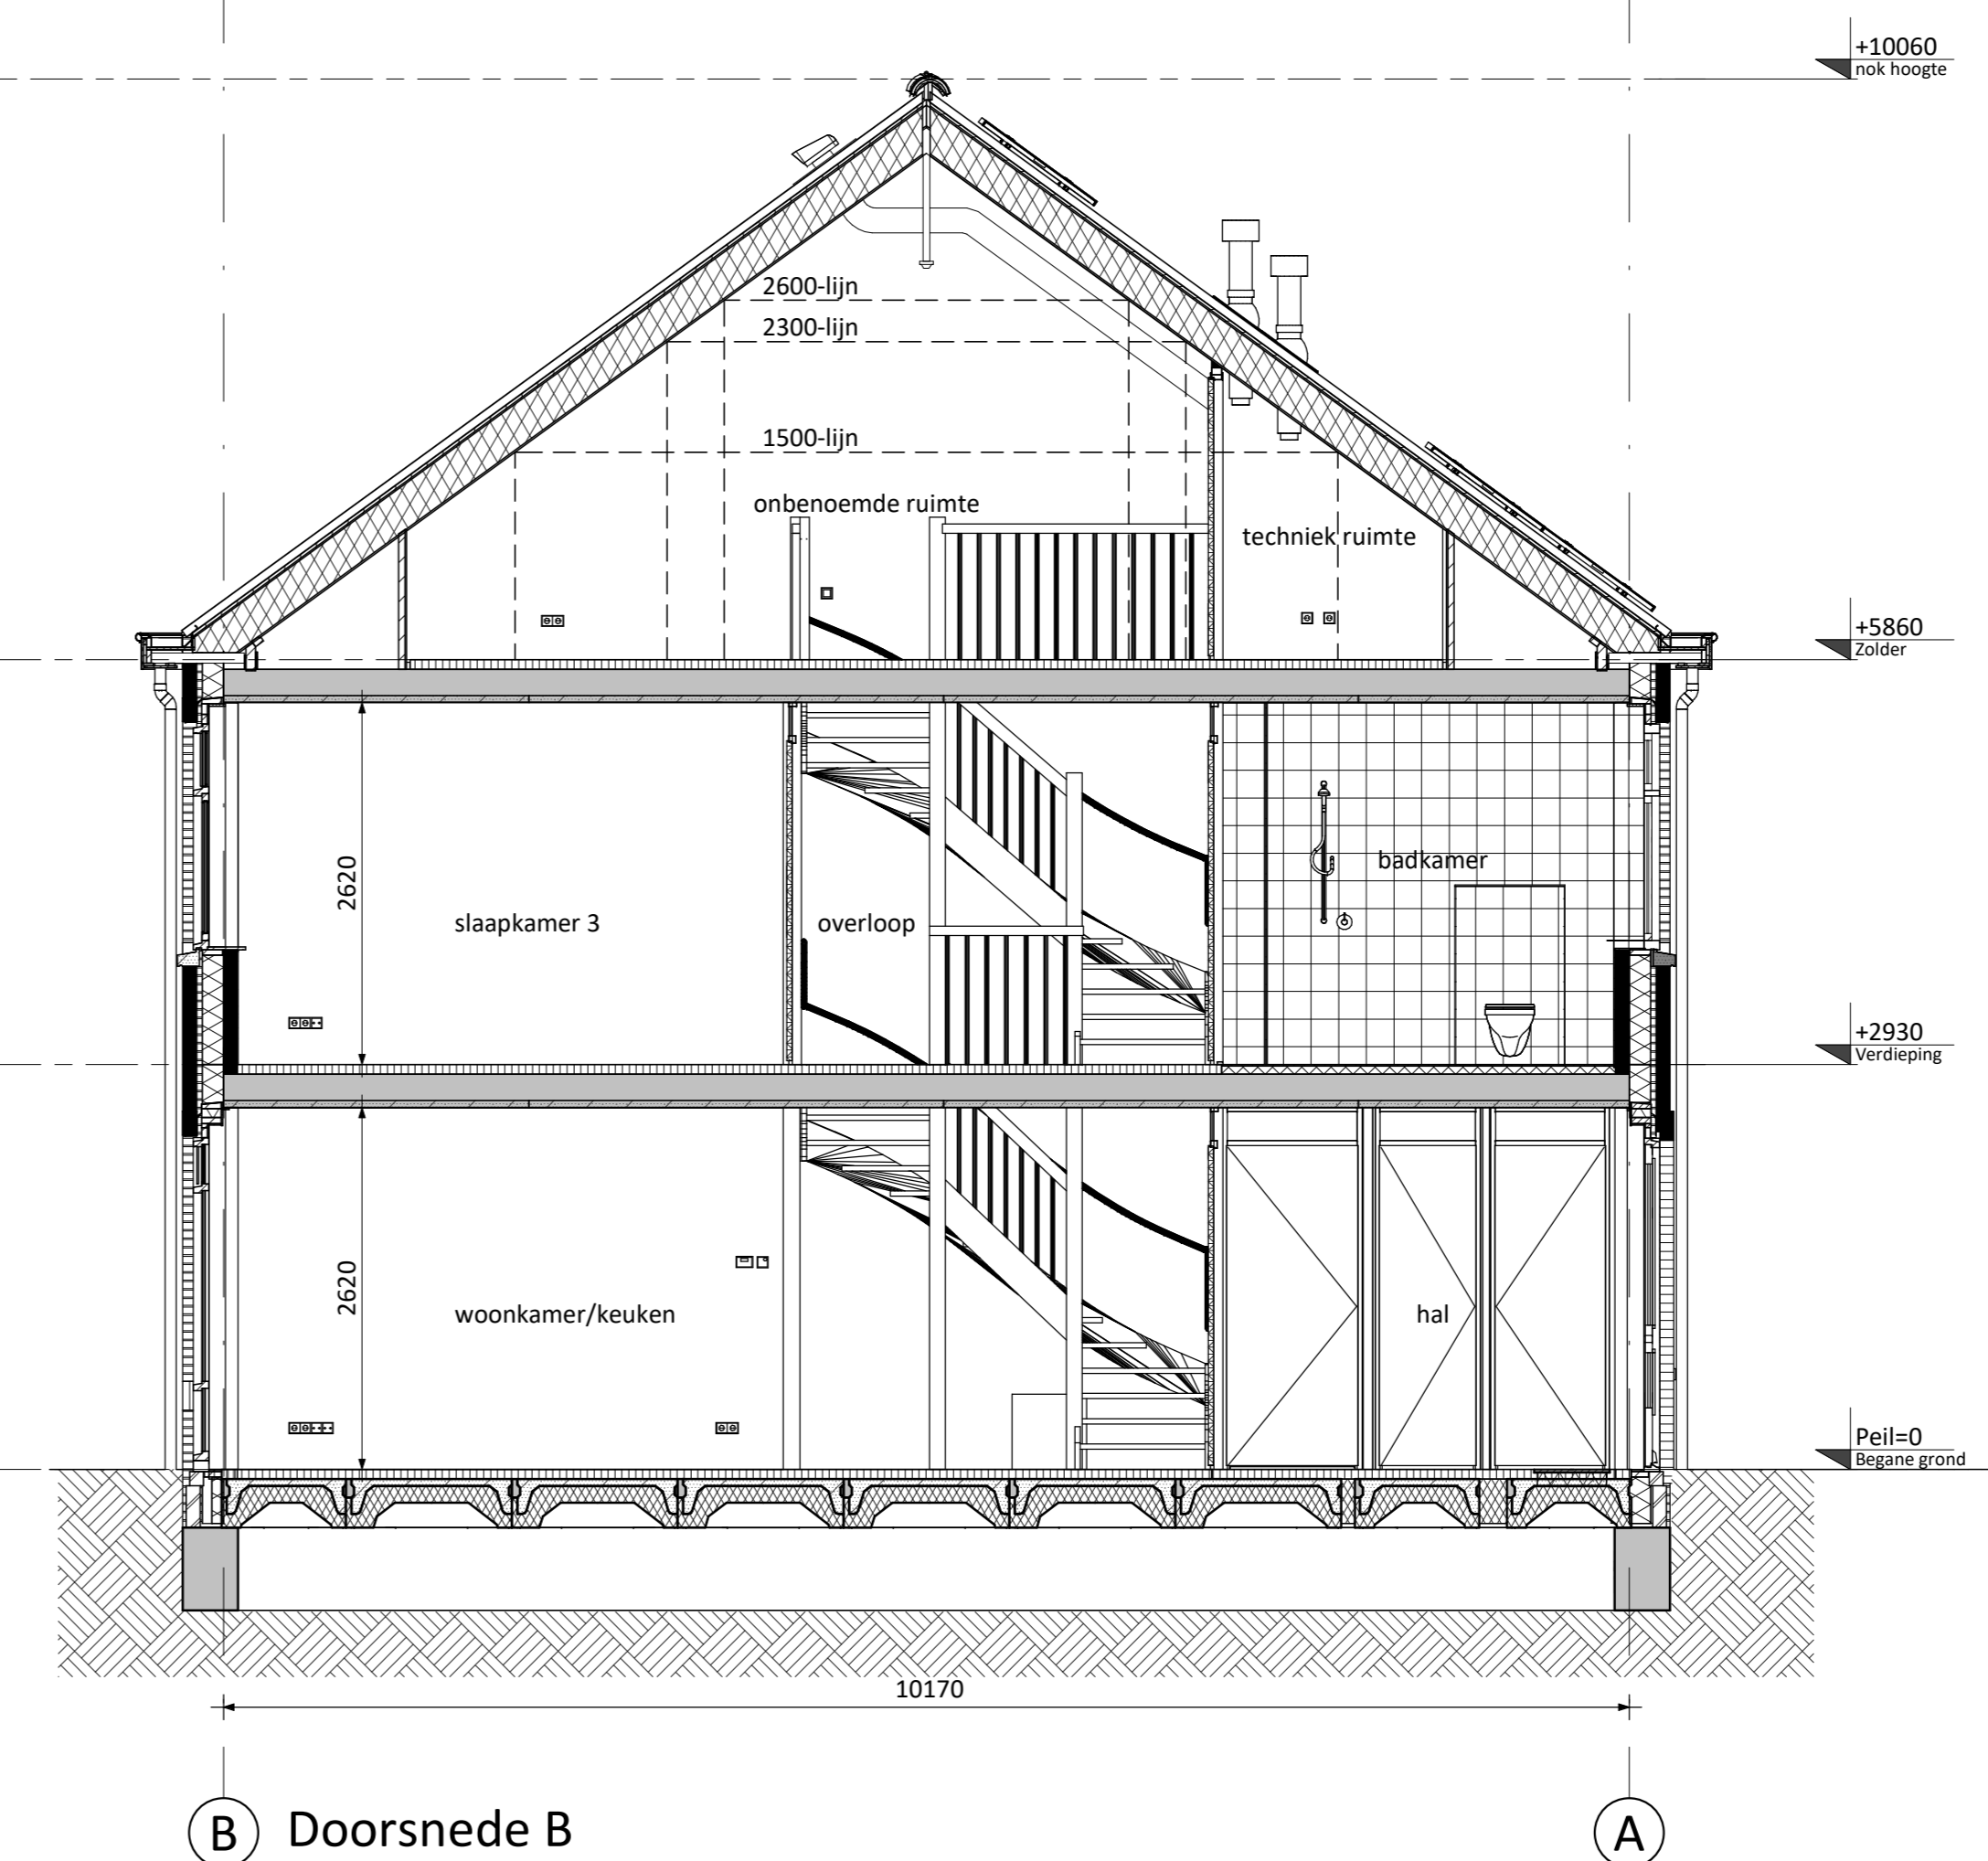 +10060
nok hoogte
2600-lijn
2300-lijn
1500-lijn
onbenoemde ruimte
techniek ruimte
+5860
Zolder
2620
slaapkamer 3
overloop
badkamer
+2930
Verdieping
2620
woonkamer/keuken
hal
Peil=0
Begane grond
10170
B
Doorsnede B
A